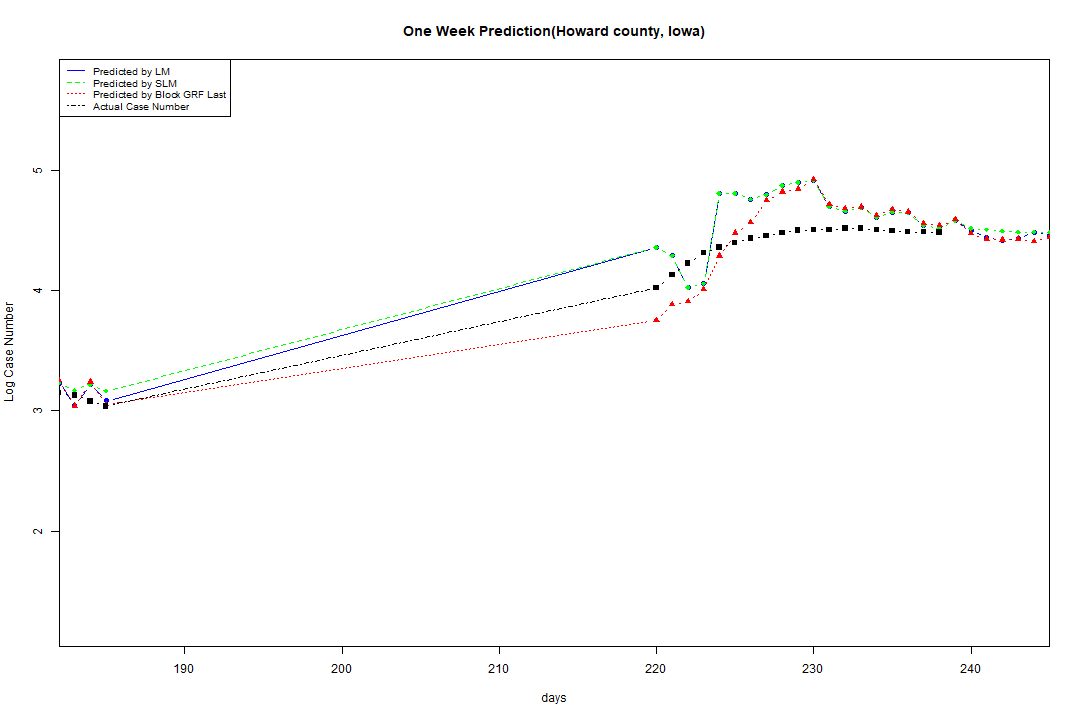 One Week Prediction(Howard county, Iowa)
Predicted by LM
Predicted by SLM
Predicted by Block GRF Last
Actual Case Number
5
4
3
2
Log Case Number
190 200 210 220 230 240
days